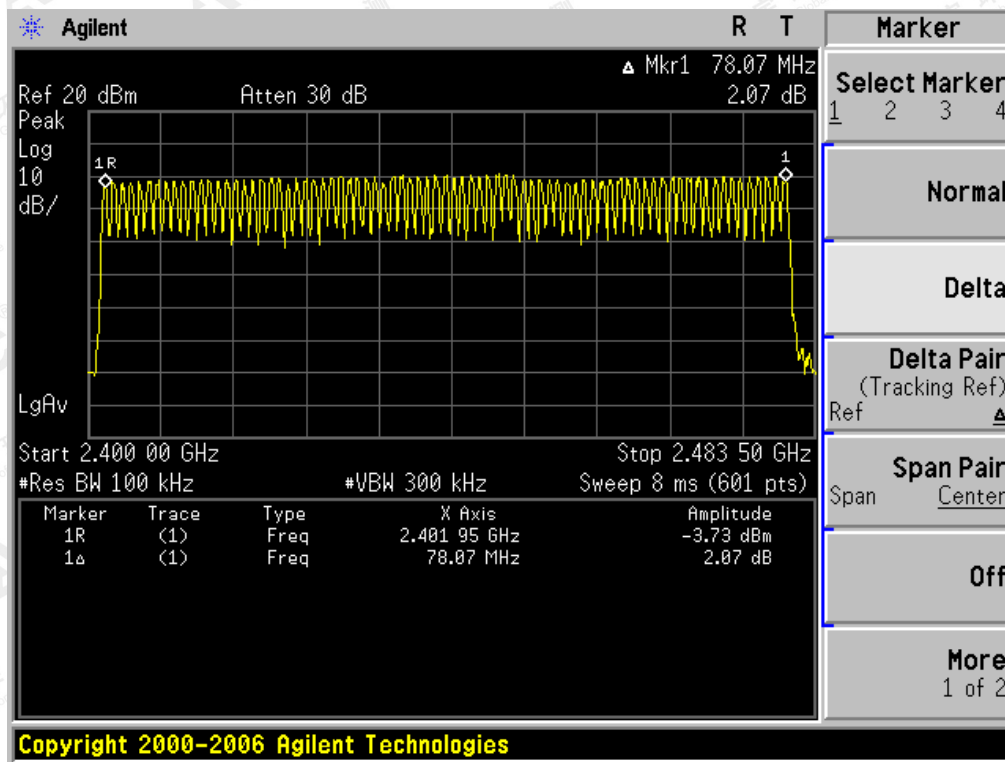 Agilent R T
Δ Mkr1 78.07 MHz
Ref 20 dBm Atten 30 dB 2.07 dB
Peak
Log
10
dB/
1R
1
LgAv
Start 2.400 00 GHz Stop 2.483 50 GHz
#Res BW 100 kHz #VBW 300 kHz Sweep 8 ms (601 pts)
Marker Trace Type X Axis Amplitude
1R (1) Freq 2.401 95 GHz -3.73 dBm
1Δ (1) Freq 78.07 MHz 2.07 dB
Marker
Select Marker
1 2 3 4
Normal
Delta
Delta Pair
(Tracking Ref)
Ref Δ
Span Pair
Span Center
Off
More
1 of 2
Copyright 2000-2006 Agilent Technologies